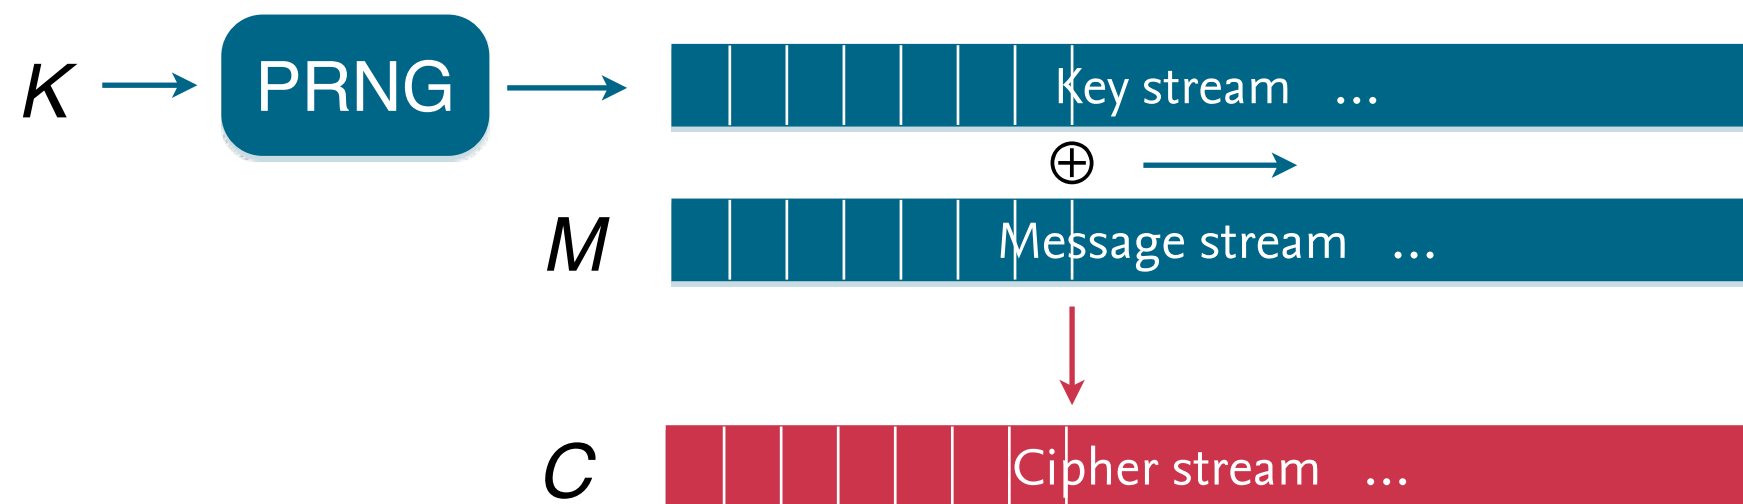 K PRNG Key stream ...
⊕
M Message stream ...
C Cipher stream ...